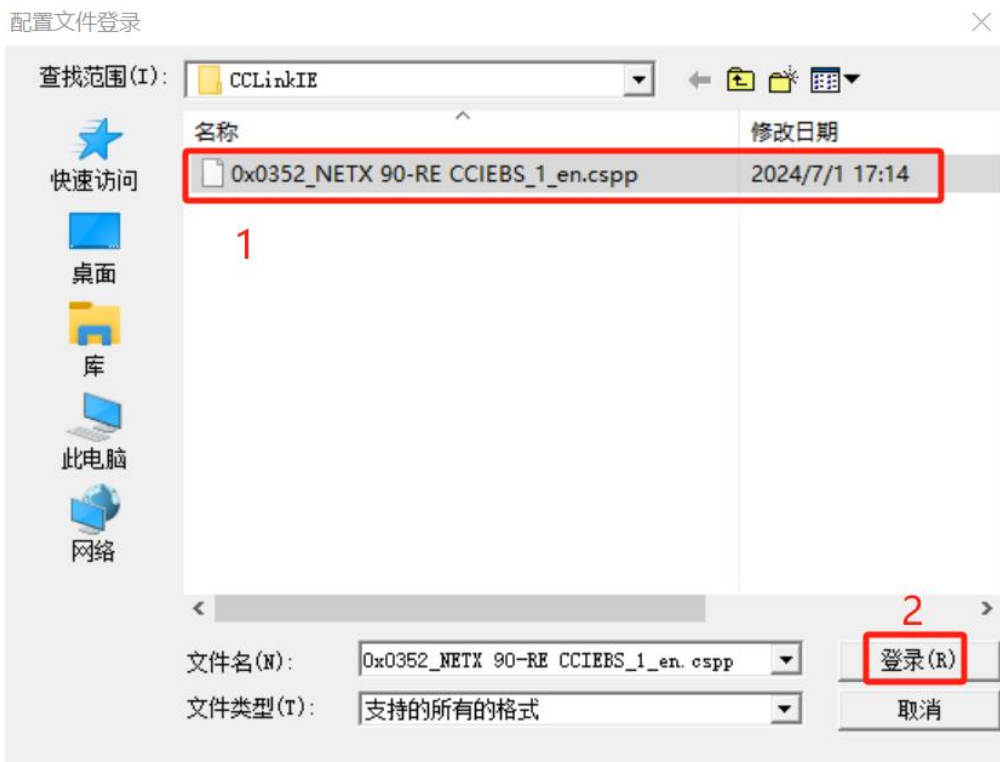 配置文件登录
查找范围(I):
CCLinkIE
名称
修改日期
0x0352_NETX 90-RE CCIEBS_1_en.cspp
2024/7/1 17:14
1
快速访问
桌面
库
此电脑
网络
2
文件名(N):
0x0352_NETX 90-RE CCIEBS_1_en.cspp
登录(R)
文件类型(T):
支持的所有的格式
取消